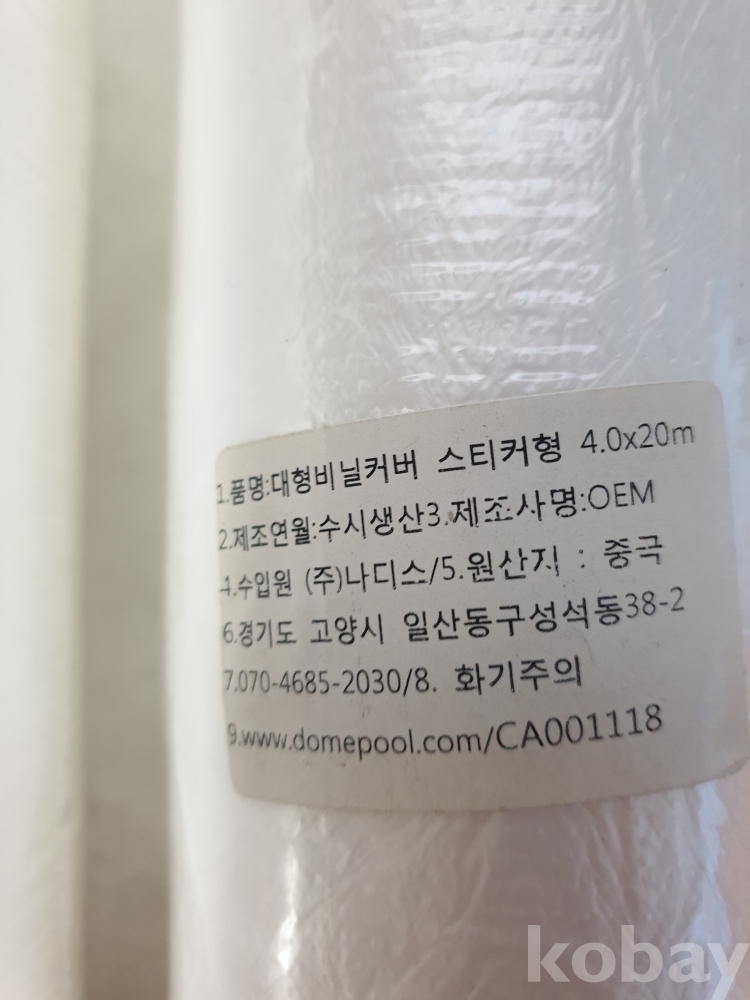 1.품명:대형비닐커버 스티커형 4.0x20m
2.제조연월:수시생산3.제조사명:OEM
4.수입원 (주)나디스/5.원산지 : 중국
6.경기도 고양시 일산동구성석동38-2
7.070-4685-2030/8. 화기주의
9.www.domepool.com/CA001118
kobay